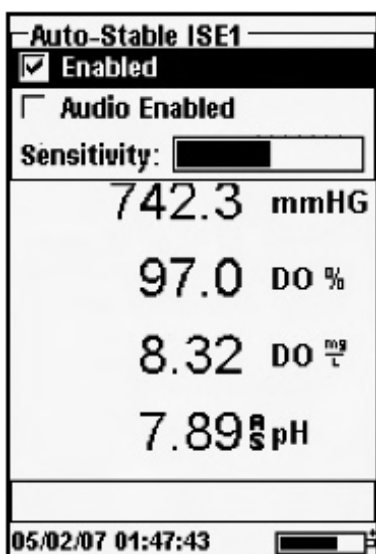 Auto-Stable ISE1
Enabled
Audio Enabled
Sensitivity:
742.3 mmHG
97.0 DO %
8.32 DO mg/L
7.89 AS pH
05/02/07 01:47:43